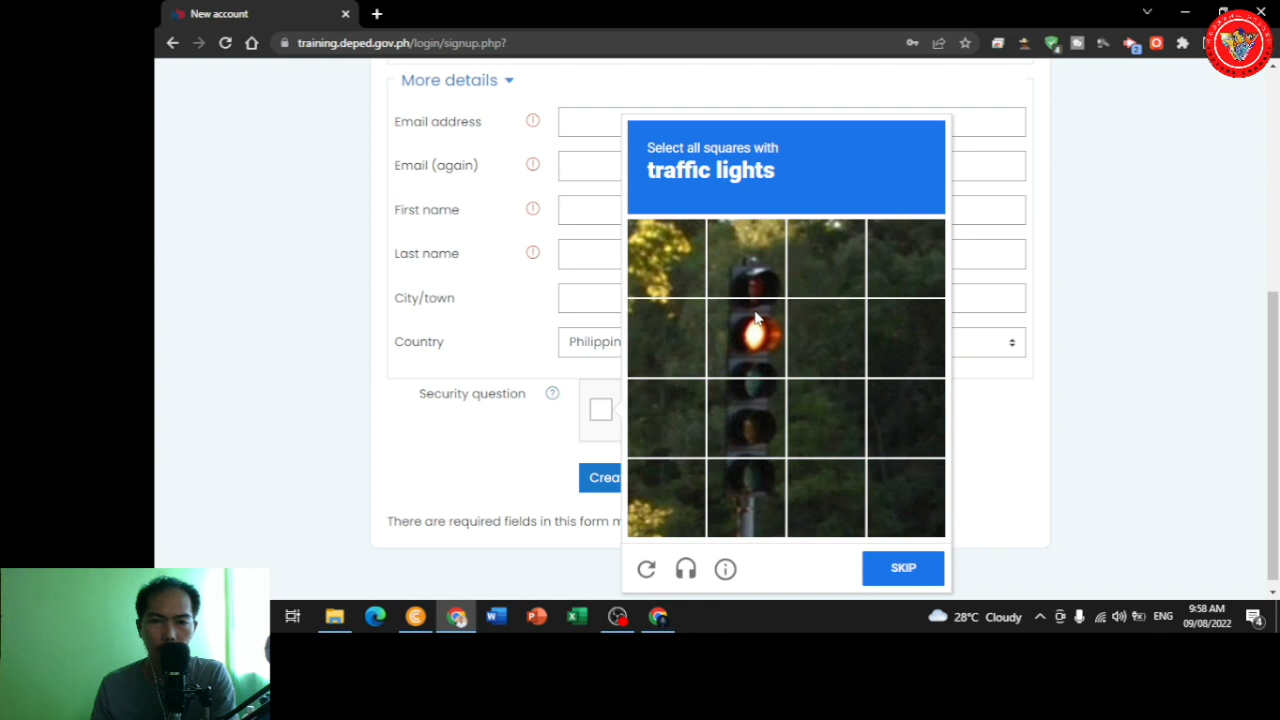 New account
training.deped.gov.ph/login/signup.php?
More details
Email address
Email (again)
First name
Last name
City/town
Country
Philippin
Security question
Crea
There are required fields in this form m
Select all squares with
traffic lights
SKIP
28°C Cloudy
ENG
9:58 AM
09/08/2022
4